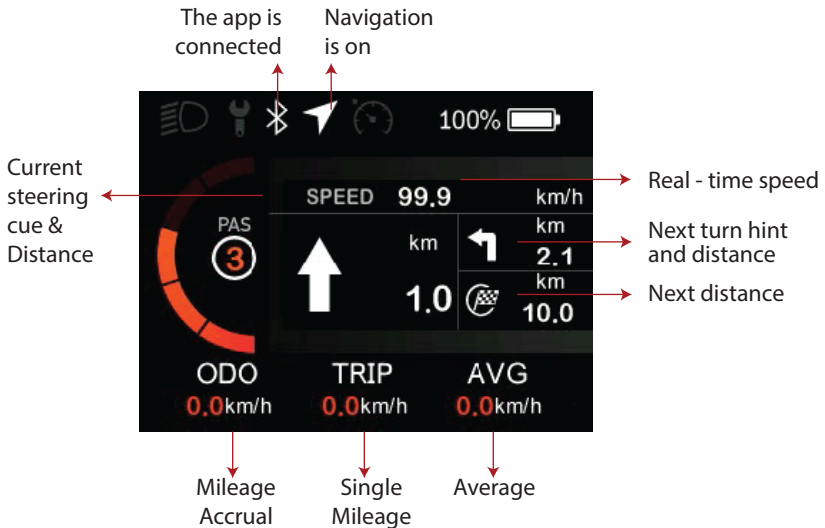 The app is
connected
Navigation
is on
100%
Current
steering
cue &
Distance
PAS
3
SPEED 99.9 km/h
km
1.0
km
2.1
km
10.0
Real - time speed
Next turn hint
and distance
Next distance
ODO TRIP AVG
0.0km/h 0.0km/h 0.0km/h
Mileage
Accrual
Single
Mileage
Average